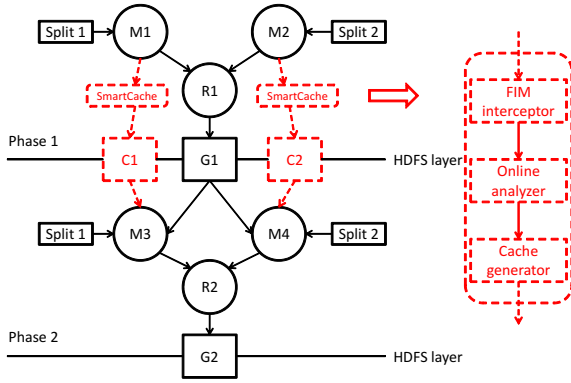 Split 1
M1
M2
Split 2
SmartCache
R1
SmartCache
FIM
interceptor
Phase 1
C1
G1
C2
HDFS layer
Online
analyzer
Split 1
M3
M4
Split 2
Cache
generator
R2
Phase 2
G2
HDFS layer